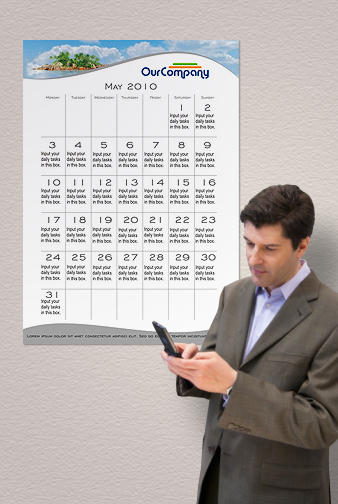 OurCompany
May 2010
Monday Tuesday Wednesday Thursday Friday Saturday Sunday
1 2
Input your Input your
daily tasks daily tasks
in this box. in this box.
3 4 5 6 7 8 9
Input your Input your Input your Input your Input your Input your Input your
daily tasks daily tasks daily tasks daily tasks daily tasks daily tasks daily tasks
in this box. in this box. in this box. in this box. in this box. in this box. in this box.
10 11 12 13 14 15 16
Input your Input your Input your Input your Input your Input your Input your
daily tasks daily tasks daily tasks daily tasks daily tasks daily tasks daily tasks
in this box. in this box. in this box. in this box. in this box. in this box. in this box.
17 18 19 20 21 22 23
Input your Input your Input your Input your Input your Input your Input your
daily tasks daily tasks daily tasks daily tasks daily tasks daily tasks daily tasks
in this box. in this box. in this box. in this box. in this box. in this box. in this box.
24 25 26 27 28 29 30
Input your Input your Input your Input your Input your Input your Input your
daily tasks daily tasks daily tasks daily tasks daily tasks daily tasks daily tasks
in this box. in this box. in this box. in this box. in this box. in this box. in this box.
31
Input your
daily tasks
in this box.
Lorem ipsum dolor sit amet consectetur adipiscing elit. Sed do incidunt